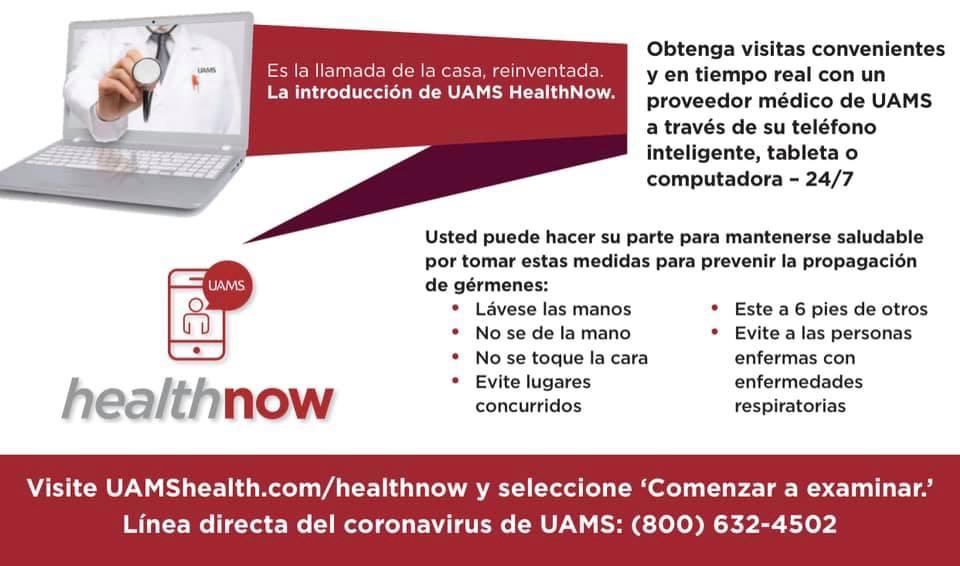 UAMS
Es la llamada de la casa, reinventada.
La introducción de UAMS HealthNow.
Obtenga visitas convenientes
y en tiempo real con un
proveedor médico de UAMS
a través de su teléfono
inteligente, tableta o
computadora – 24/7
Usted puede hacer su parte para mantenerse saludable
por tomar estas medidas para prevenir la propagación
de gérmenes:
• Lávese las manos
• No se de la mano
• No se toque la cara
• Evite lugares
concurridos
• Este a 6 pies de otros
• Evite a las personas
enfermas con
enfermedades
respiratorias
UAMS
healthnow
Visite UAMShealth.com/healthnow y seleccione ‘Comenzar a examinar.’
Línea directa del coronavirus de UAMS: (800) 632-4502